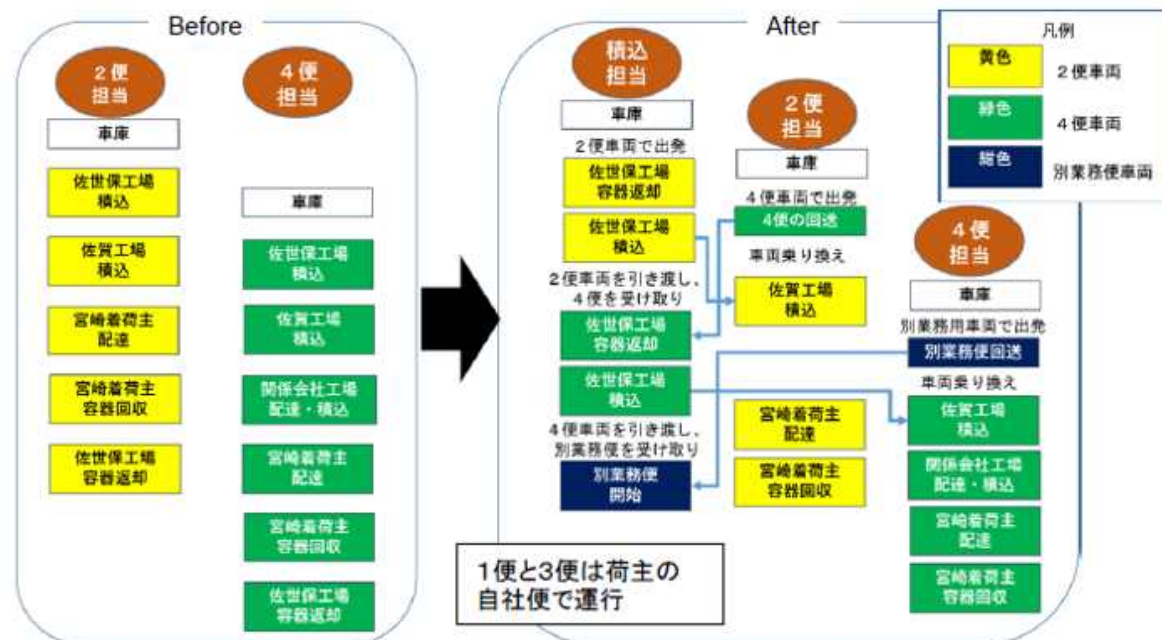 Before
2便
担当
車庫
佐世保工場
積込
佐賀工場
積込
宮崎着荷主
配達
宮崎着荷主
容器回収
佐世保工場
容器返却
4便
担当
車庫
佐世保工場
積込
佐賀工場
積込
関係会社工場
配達・積込
宮崎着荷主
配達
宮崎着荷主
容器回収
佐世保工場
容器返却
After
積込
担当
車庫
2便車両で出発
佐世保工場
容器返却
佐世保工場
積込
2便車両を引き渡し、
4便を受け取り
佐世保工場
容器返却
佐世保工場
積込
4便車両を引き渡し、
別業務便を受け取り
別業務便
開始
2便
担当
車庫
4便車両で出発
4便の回送
車両乗り換え
佐賀工場
積込
宮崎着荷主
配達
宮崎着荷主
容器回収
4便
担当
車庫
別業務用車両で出発
別業務便回送
車両乗り換え
佐賀工場
積込
関係会社工場
配達・積込
宮崎着荷主
配達
宮崎着荷主
容器回収
凡例
黄色
2便車両
緑色
4便車両
紺色
別業務便車両
1便と3便は荷主の
自社便で運行